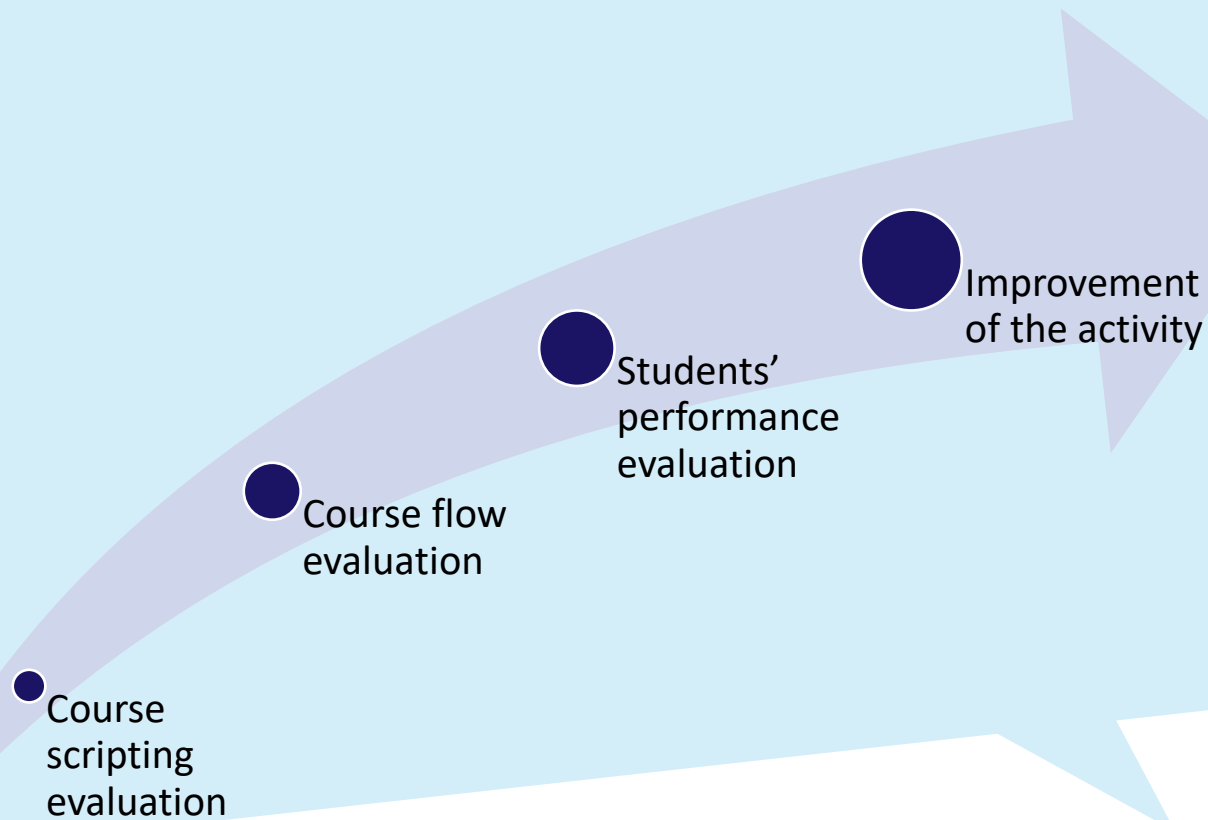 Improvement
of the activity
Students’
performance
evaluation
Course flow
evaluation
Course
scripting
evaluation